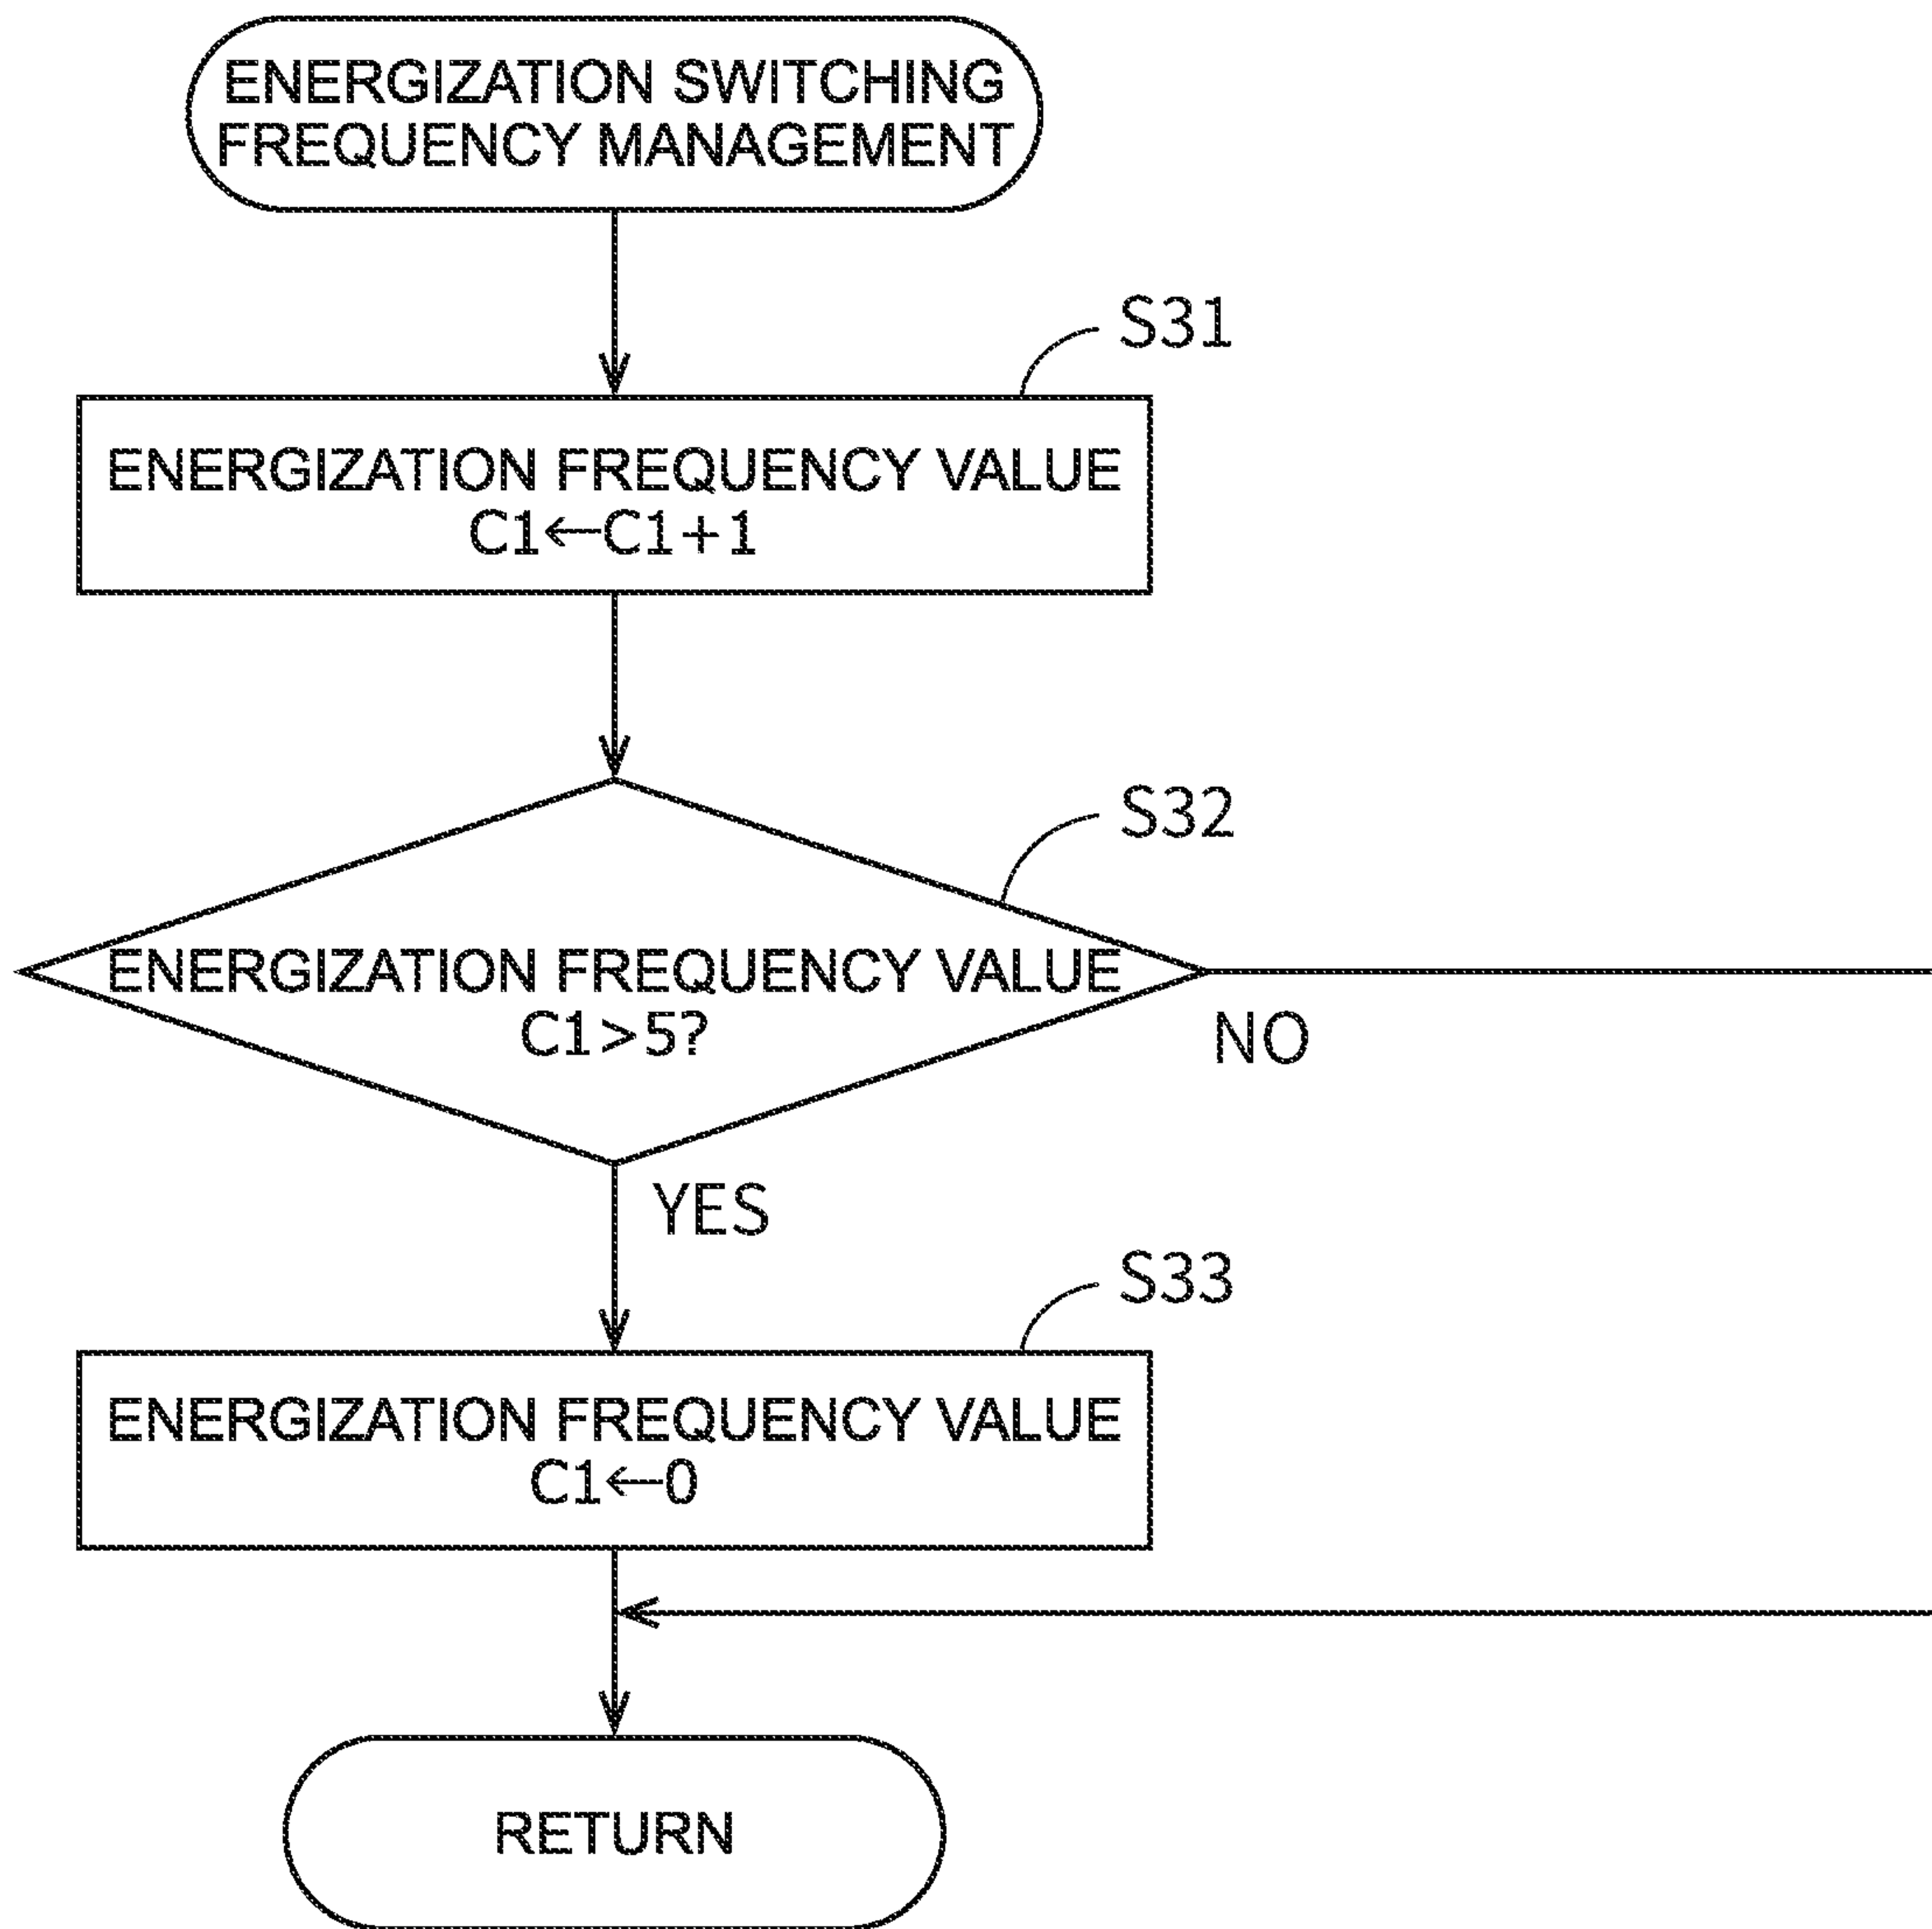 ENERGIZATION SWITCHING
FREQUENCY MANAGEMENT
S31
ENERGIZATION FREQUENCY VALUE
C1←C1+1
S32
ENERGIZATION FREQUENCY VALUE
C1>5?
NO
YES
S33
ENERGIZATION FREQUENCY VALUE
C1←0
RETURN